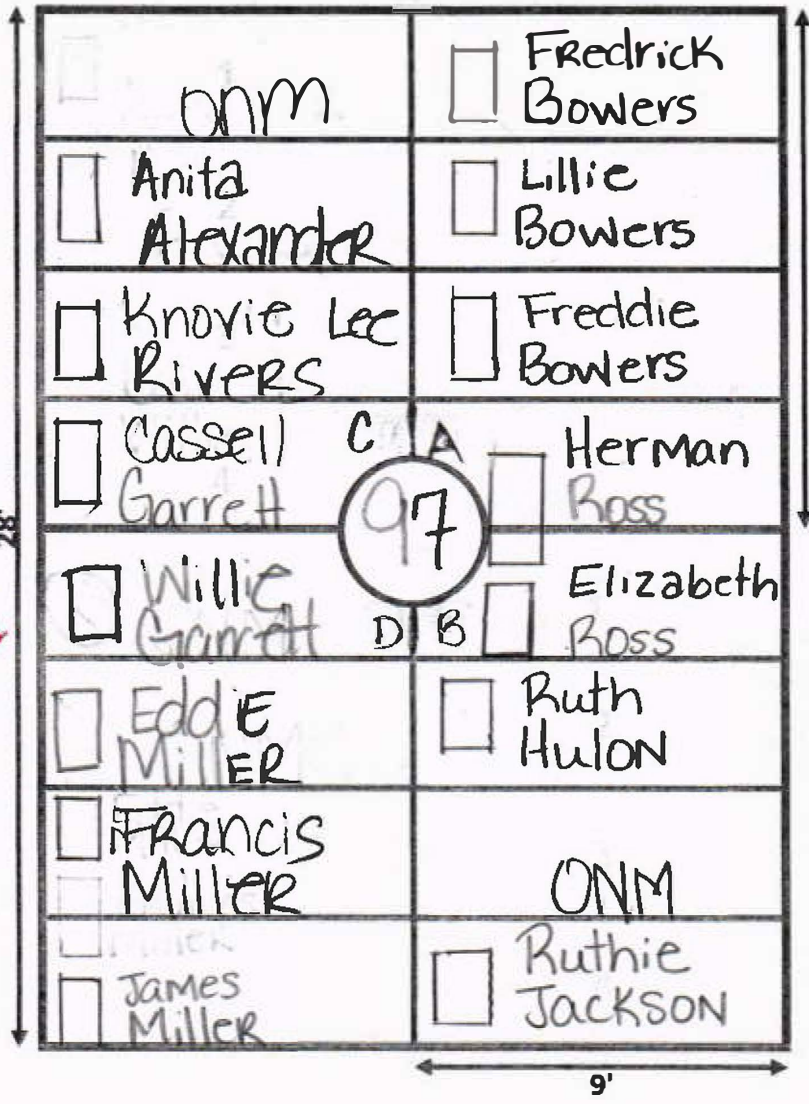 ONM
Fredrick
Bowers
Anita
Alexander
Lillie
Bowers
Knovie Lee
Rivers
Freddie
Bowers
Cassell
Garrett
C
A
Herman
Ross
97
28'
Willie
Garrett
D
B
Elizabeth
Ross
Eddie
Miller
Ruth
Hulon
Francis
Miller
ONM
Miller
James
Miller
Ruthie
Jackson
9'